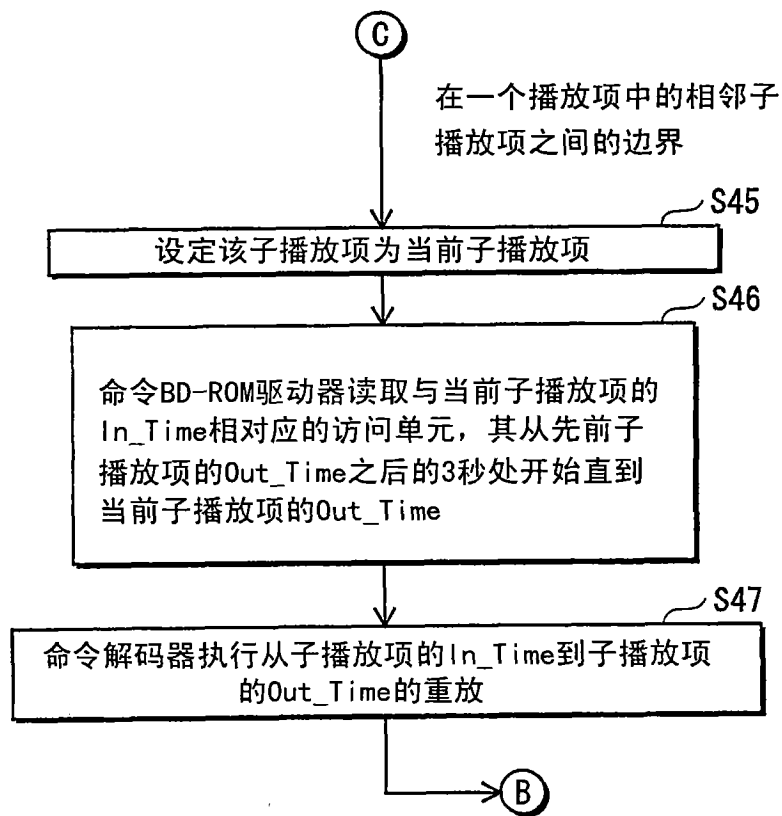 C
在一个播放项中的相邻子
播放项之间的边界
S45
设定该子播放项为当前子播放项
S46
命令BD-ROM驱动器读取与当前子播放项的
In_Time相对应的访问单元，其从先前子
播放项的Out_Time之后的3秒处开始直到
当前子播放项的Out_Time
S47
命令解码器执行从子播放项的In_Time到子播放项
的Out_Time的重放
B